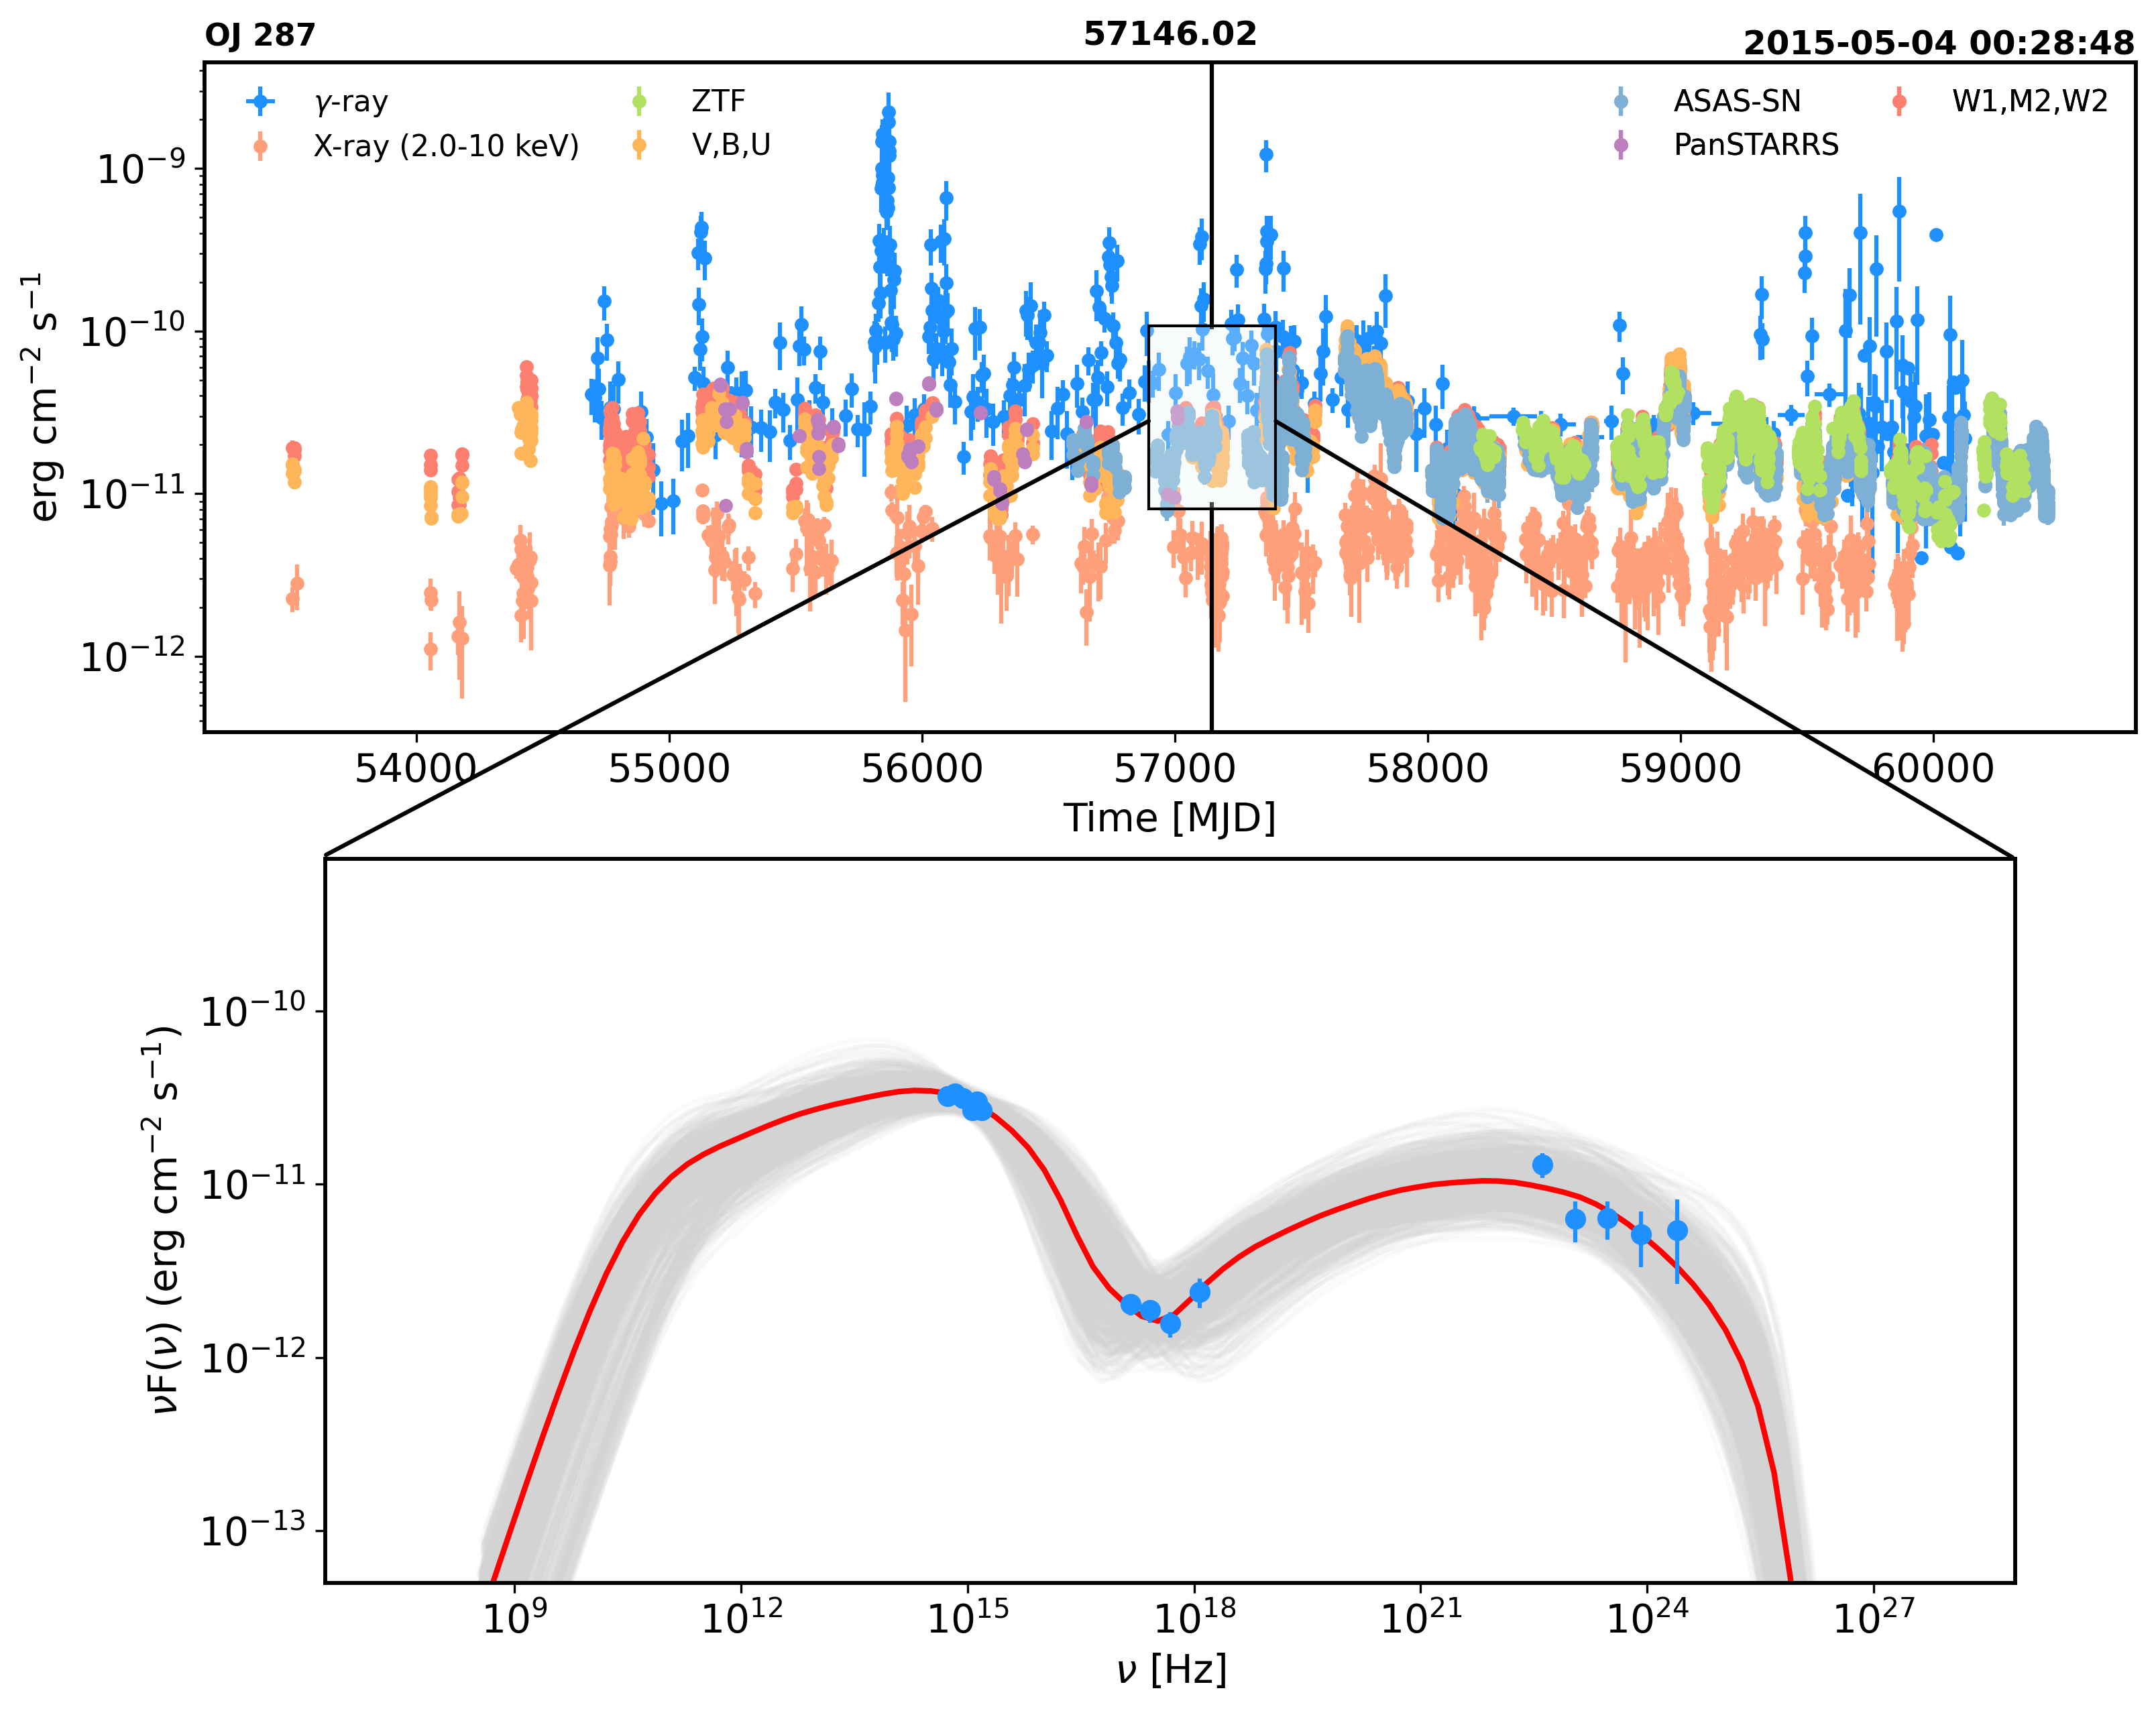 OJ 287
57146.02
2015-05-04 00:28:48
γ-ray
X-ray (2.0-10 keV)
ZTF
V,B,U
ASAS-SN
PanSTARRS
W1,M2,W2
erg cm⁻² s⁻¹
10⁻⁹
10⁻¹⁰
10⁻¹¹
10⁻¹²
54000 55000 56000 57000 58000 59000 60000
Time [MJD]
νF(ν) (erg cm⁻² s⁻¹)
10⁻¹⁰
10⁻¹¹
10⁻¹²
10⁻¹³
10⁹ 10¹² 10¹⁵ 10¹⁸ 10²¹ 10²⁴ 10²⁷
ν [Hz]